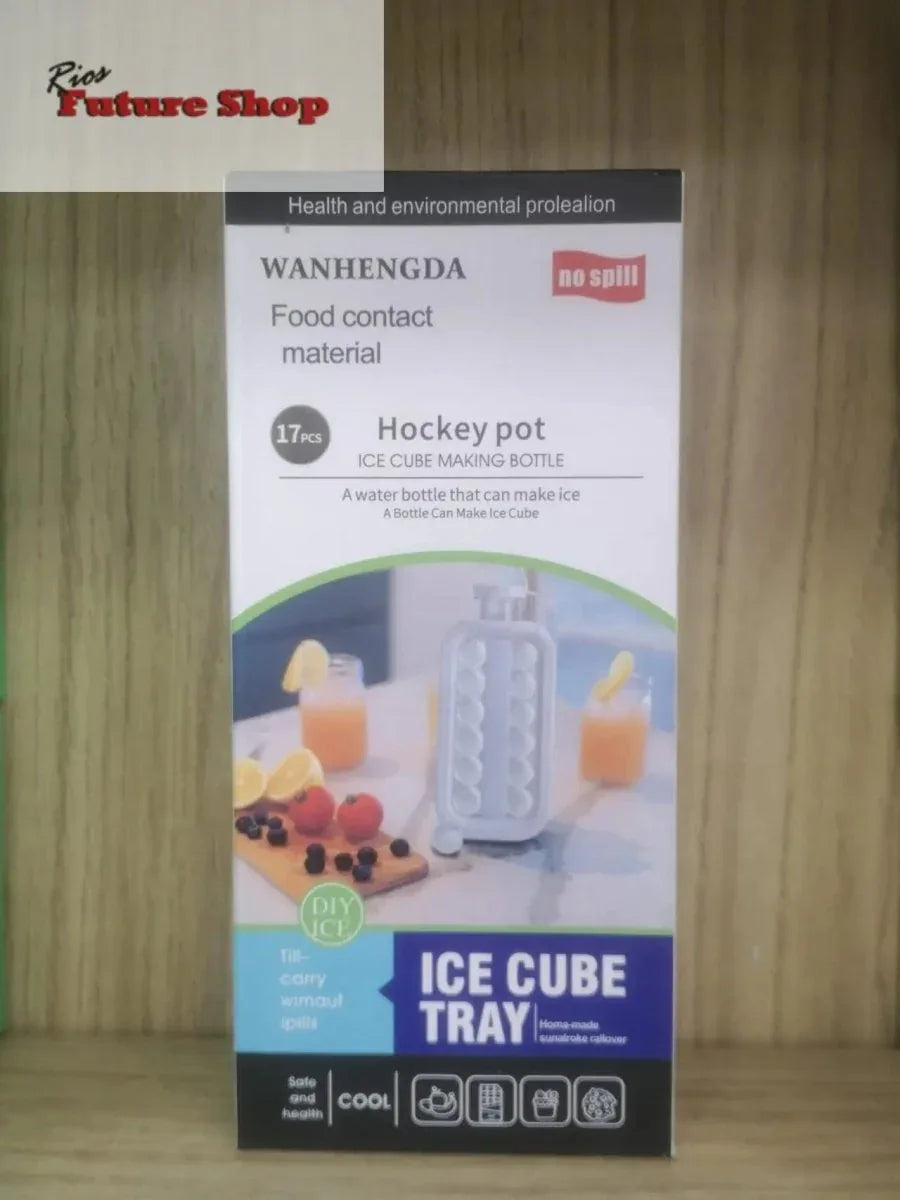 Rios
Future Shop
Health and environmental prolealion
WANHENGDA
no spill
Food contact
material
17PCS
Hockey pot
ICE CUBE MAKING BOTTLE
A water bottle that can make ice
A Bottle Can Make Ice Cube
DIY
ICE
Till-
carry
wimaut
ipills
ICE CUBE
TRAY
Homa-made
sunalroke rallover
Safe
and
health
COOL